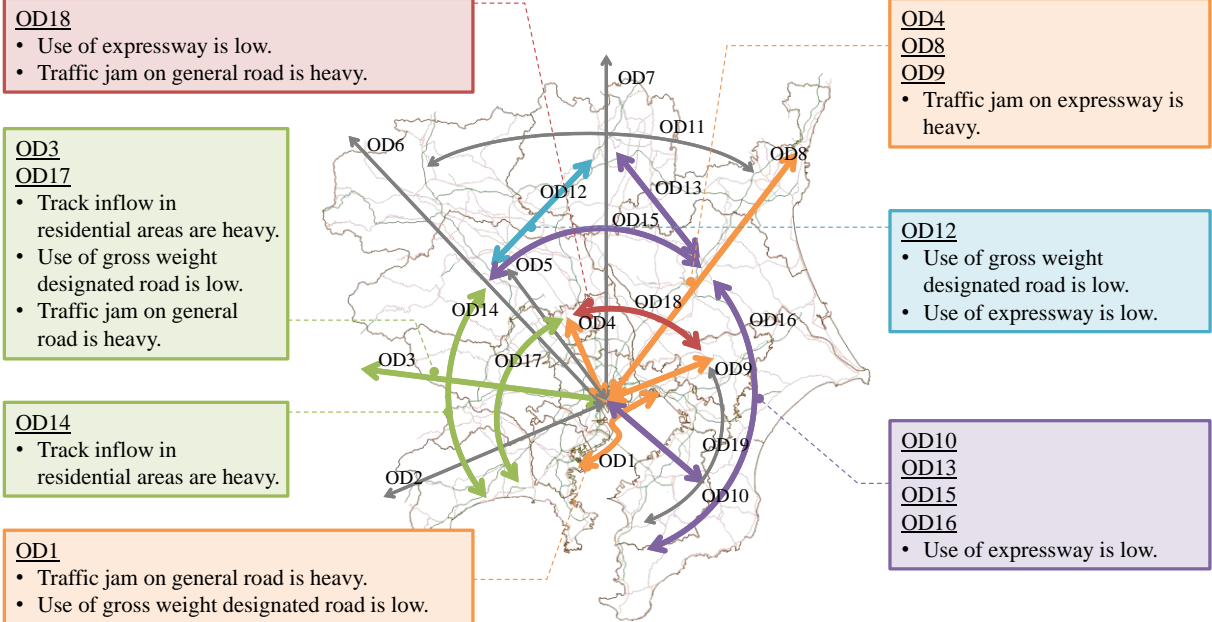 OD18
• Use of expressway is low.
• Traffic jam on general road is heavy.
OD3
OD17
• Track inflow in
residential areas are heavy.
• Use of gross weight
designated road is low.
• Traffic jam on general
road is heavy.
OD14
• Track inflow in
residential areas are heavy.
OD1
• Traffic jam on general road is heavy.
• Use of gross weight designated road is low.
OD7
OD11
OD6
OD8
OD12
OD13
OD15
OD5
OD14
OD18
OD4
OD16
OD17
OD3
OD9
OD19
OD1
OD2
OD10
OD4
OD8
OD9
• Traffic jam on expressway is
heavy.
OD12
• Use of gross weight
designated road is low.
• Use of expressway is low.
OD10
OD13
OD15
OD16
• Use of expressway is low.